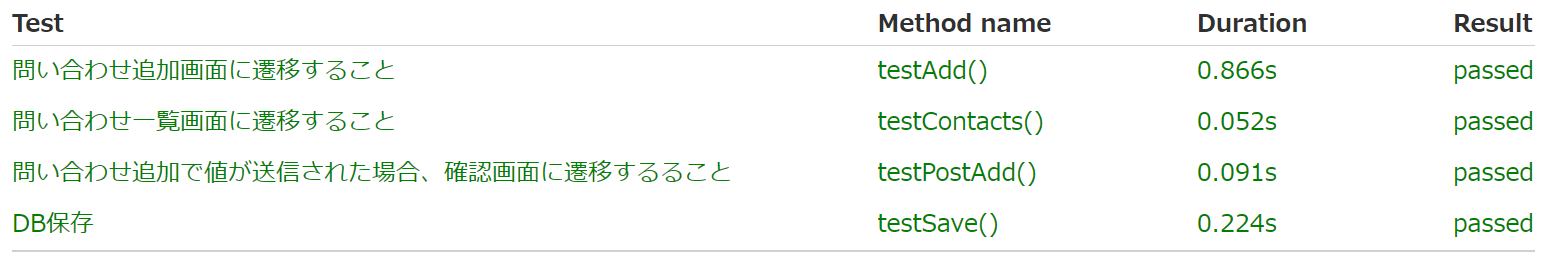 Test Method name Duration Result
問い合わせ追加画面に遷移すること testAdd() 0.866s passed
問い合わせ一覧画面に遷移すること testContacts() 0.052s passed
問い合わせ追加で値が送信された場合、確認画面に遷移するること testPostAdd() 0.091s passed
DB保存 testSave() 0.224s passed